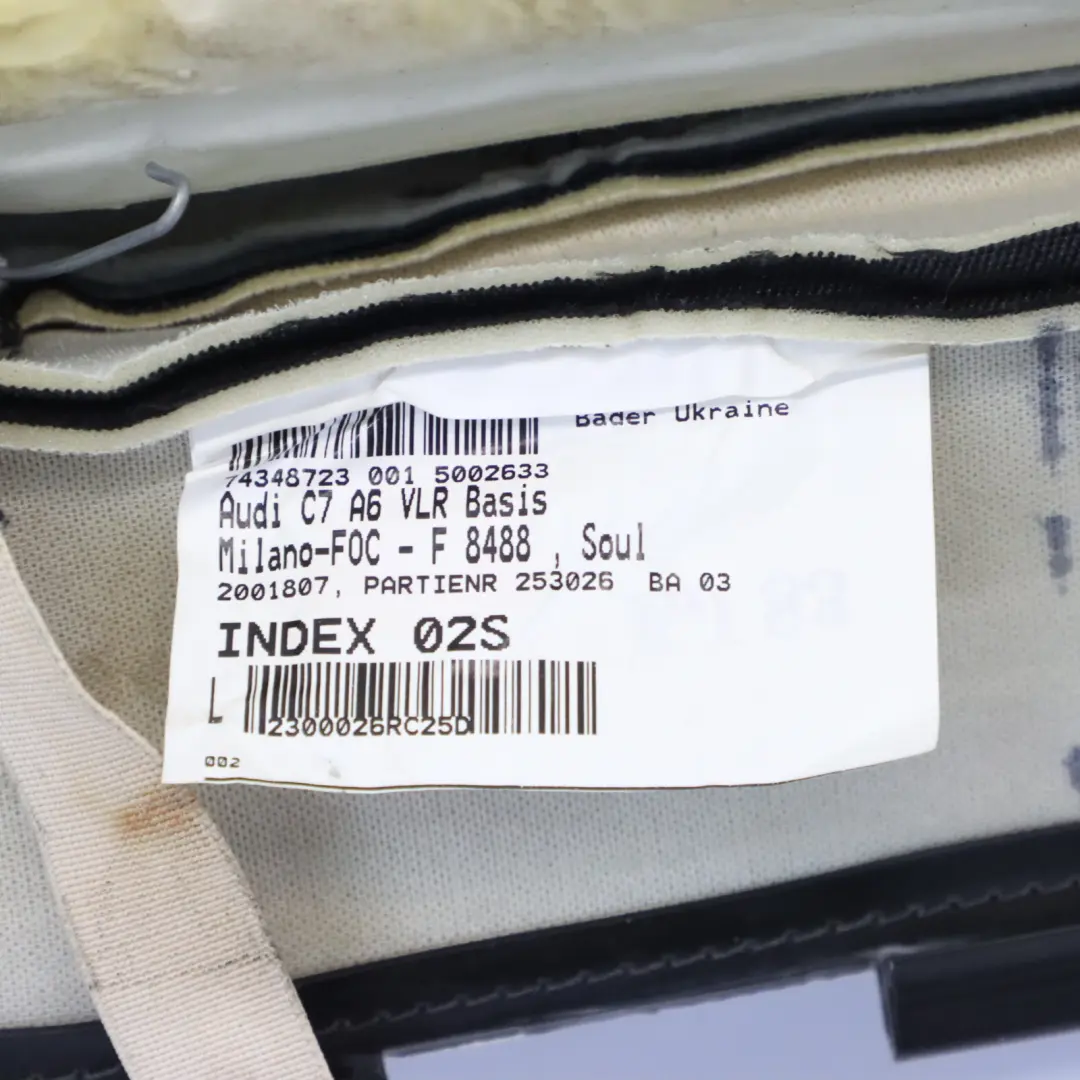 Bader Ukraine
74348723 001 5002633
Audi C7 A6 VLR Basis
Milano-FOC - F 8488 , Soul
2001807, PARTIENR 253026 BA 03
INDEX 02S
L
2300026RC25D
002